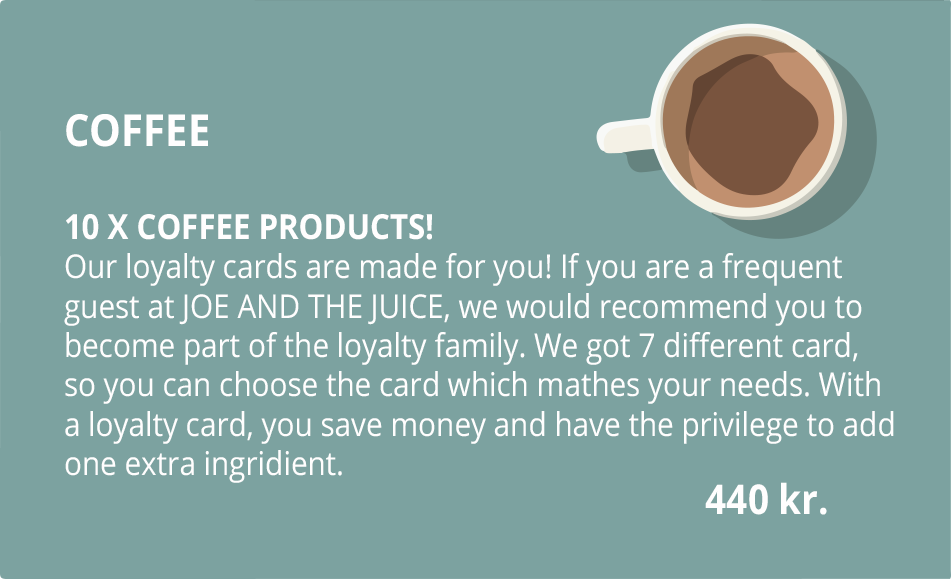 COFFEE
10 X COFFEE PRODUCTS!
Our loyalty cards are made for you! If you are a frequent
guest at JOE AND THE JUICE, we would recommend you to
become part of the loyalty family. We got 7 different card,
so you can choose the card which mathes your needs. With
a loyalty card, you save money and have the privilege to add
one extra ingridient.
440 kr.